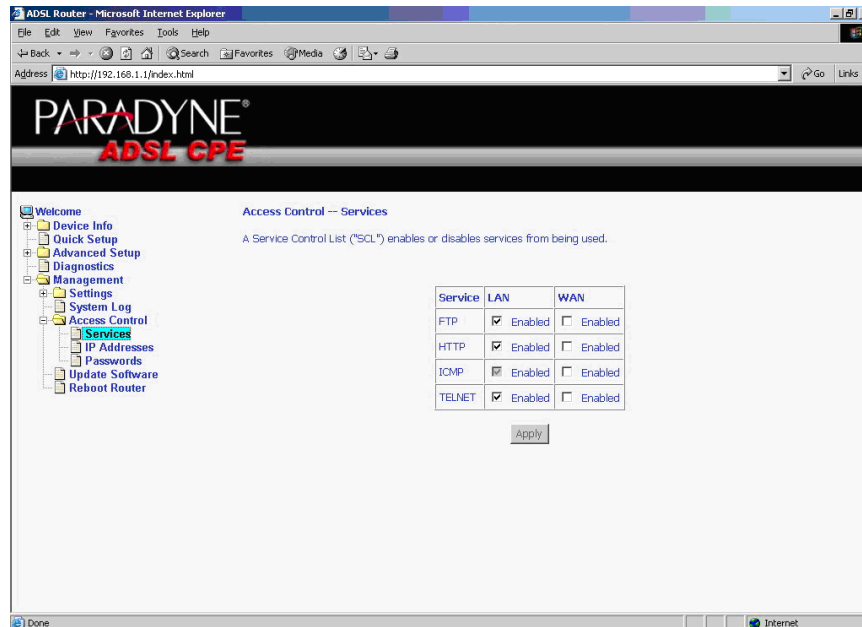 ADSL Router - Microsoft Internet Explorer
File Edit View Favorites Tools Help
Back Search Favorites Media
Address http://192.168.1.1/index.html Go Links
PARADYNE®
ADSL CPE
Welcome
Device Info
Quick Setup
Advanced Setup
Diagnostics
Management
Settings
System Log
Access Control
Services
IP Addresses
Passwords
Update Software
Reboot Router
Access Control -- Services
A Service Control List ("SCL") enables or disables services from being used.
Service LAN WAN
FTP Enabled Enabled
HTTP Enabled Enabled
ICMP Enabled Enabled
TELNET Enabled Enabled
Apply
Done Internet